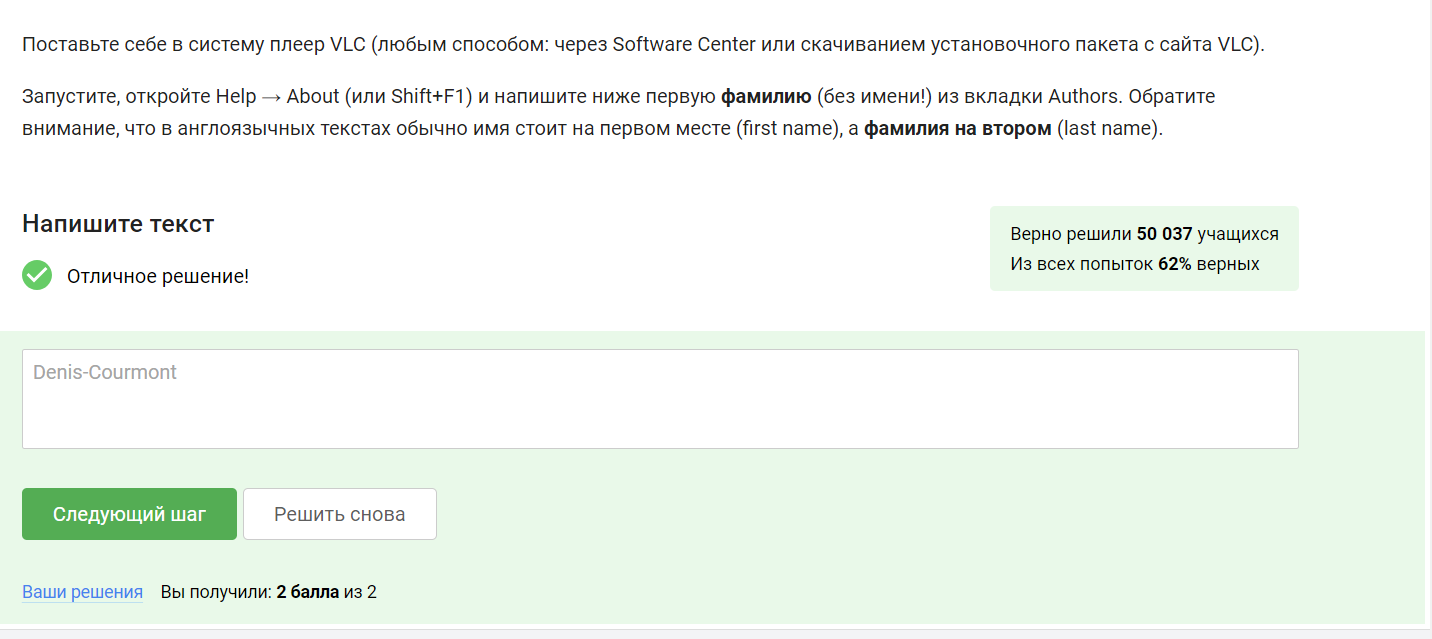 Поставьте себе в систему плеер VLC (любым способом: через Software Center или скачиванием установочного пакета с сайта VLC).
Запустите, откройте Help → About (или Shift+F1) и напишите ниже первую фамилию (без имени!) из вкладки Authors. Обратите
внимание, что в англоязычных текстах обычно имя стоит на первом месте (first name), а фамилия на втором (last name).
Напишите текст
Отличное решение!
Верно решили 50 037 учащихся
Из всех попыток 62% верных
Denis-Courmont
Следующий шаг Решить снова
Ваши решения Вы получили: 2 балла из 2